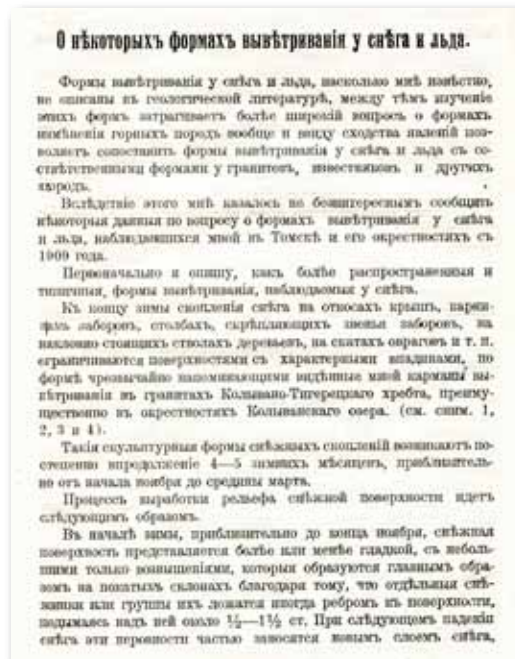 О нѣкоторыхъ формахъ вывѣтриванія у снѣга и льда.
Формы вывѣтриванія у снѣга и льда, насколько мнѣ извѣстно,
не описаны въ геологической литературѣ, между тѣмъ изученіе
этихъ формъ затрагиваетъ болѣе широкій вопросъ о формахъ
измѣненія горныхъ породъ вообще и ввиду сходства явленій поз-
воляетъ сопоставить формы вывѣтриванія у снѣга и льда съ со-
отвѣтственными формами у гранитовъ, известняковъ и другихъ
породъ.
Вслѣдствіе этого мнѣ казалось не безинтереснымъ сообщить
нѣкоторыя данныя по вопросу о формахъ вывѣтриванія у снѣга
и льда, наблюдавшихся мной въ Томскѣ и его окрестностяхъ съ
1909 года.
Первоначально я опишу, какъ болѣе распространенныя и
типичныя, формы вывѣтриванія, наблюдаемыя у снѣга.
Къ концу зимы скопленія снѣга на откосахъ крышъ, карни-
захъ заборовъ, столбахъ, скрѣпляющихъ звенья заборовъ, на
наклонно стоящихъ стволахъ деревьевъ, на скатахъ овраговъ и т. п.
ограничиваются поверхностями съ характерными впадинами, по
формѣ чрезвычайно напоминающими видѣнные мной карманы вы-
вѣтриванія въ гранитахъ Колывано-Тигерецкаго хребта, преиму-
щественно въ окрестностяхъ Колыванскаго озера. (см. сним. 1,
2, 3 и 4).
Такія скульптурныя формы снѣжныхъ скопленій возникаютъ по-
степенно впродолженіе 4—5 зимнихъ мѣсяцевъ, приблизитель-
но отъ начала ноября до средины марта.
Процессъ выработки рельефа снѣжной поверхности идетъ
слѣдующимъ образомъ.
Въ началѣ зимы, приблизительно до конца ноября, снѣжная
поверхность представляется болѣе или менѣе гладкой, съ неболь-
шими только возвышеніями, которыя образуются главнымъ обра-
зомъ на покатыхъ склонахъ благодаря тому, что отдѣльныя снѣ-
жинки или группы ихъ ложатся иногда ребромъ къ поверхности,
подымаясь надъ ней около ½—1½ ст. При слѣдующемъ паденіи
снѣга эти неровности частью заносятся новымъ слоемъ снѣга,